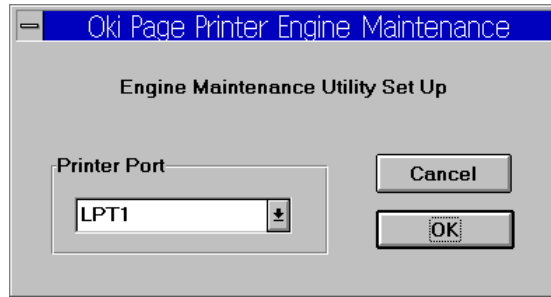 Oki Page Printer Engine Maintenance
Engine Maintenance Utility Set Up
Printer Port
LPT1
Cancel
OK